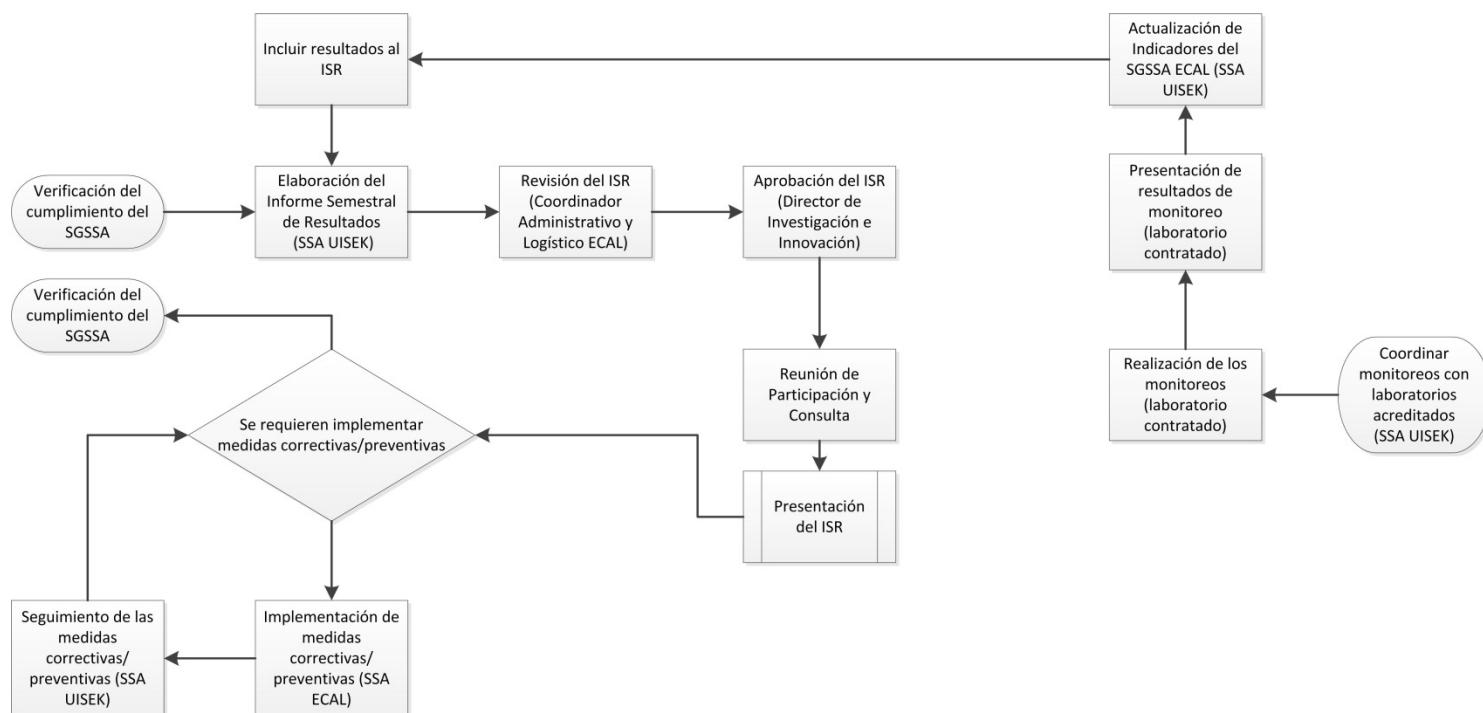 Incluir resultados al
ISR
Actualización de
Indicadores del
SGSSA ECAL (SSA
UISEK)
Verificación del
cumplimiento del
SGSSA
Elaboración del
Informe Semestral
de Resultados
(SSA UISEK)
Revisión del ISR
(Coordinador
Administrativo y
Logístico ECAL)
Aprobación del ISR
(Director de
Investigación e
Innovación)
Presentación de
resultados de
monitoreo
(laboratorio
contratado)
Verificación del
cumplimiento del
SGSSA
Reunión de
Participación y
Consulta
Realización de los
monitoreos
(laboratorio
contratado)
Coordinar
monitoreos con
laboratorios
acreditados
(SSA UISEK)
Se requieren implementar
medidas correctivas/preventivas
Presentación
del ISR
Seguimiento de las
medidas
correctivas/
preventivas (SSA
UISEK)
Implementación de
medidas
correctivas/
preventivas (SSA
ECAL)